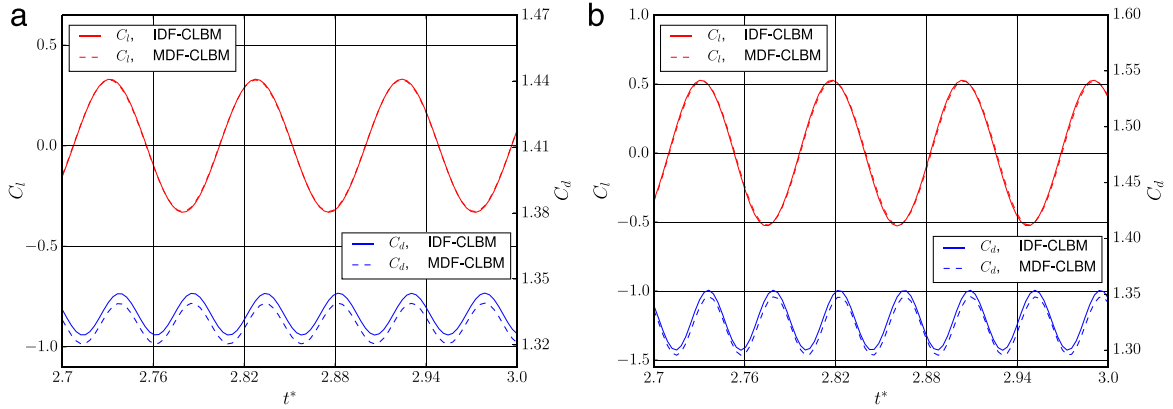 a
C_l, IDF-CLBM
C_l, MDF-CLBM
C_d, IDF-CLBM
C_d, MDF-CLBM
0.5
0.0
−0.5
−1.0
C_l
1.47
1.44
1.41
1.38
1.34
1.32
C_d
2.7 2.76 2.82 2.88 2.94 3.0
t*
b
C_l, IDF-CLBM
C_l, MDF-CLBM
C_d, IDF-CLBM
C_d, MDF-CLBM
1.0
0.5
0.0
−0.5
−1.0
−1.5
C_l
1.60
1.54
1.50
1.45
1.40
1.35
1.30
C_d
2.7 2.76 2.82 2.88 2.94 3.0
t*